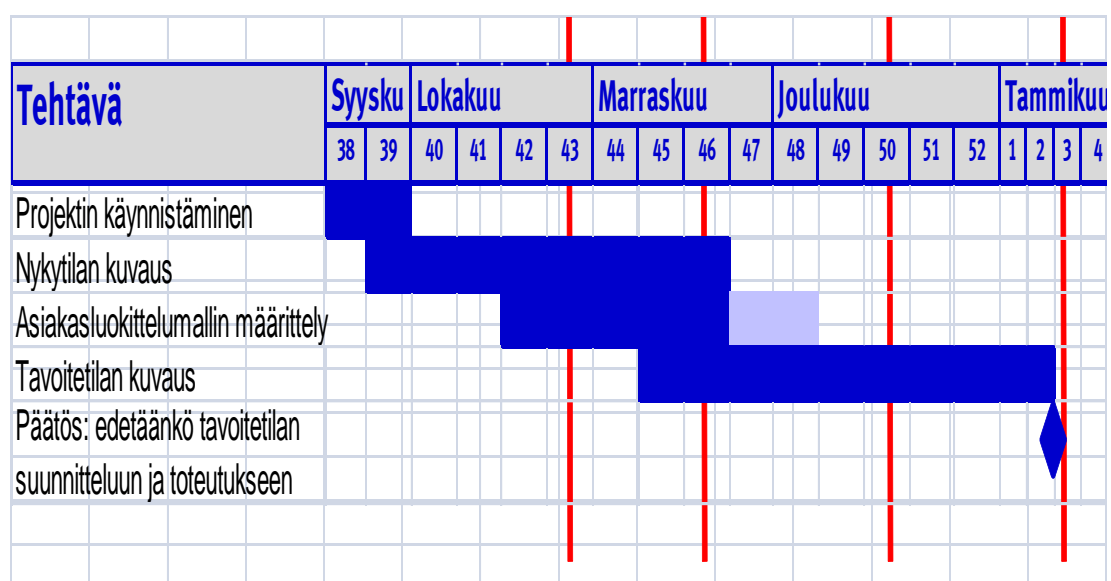 Tehtävä
Syysku Lokakuu Marraskuu Joulukuu Tammikuu
38 39 40 41 42 43 44 45 46 47 48 49 50 51 52 1 2 3 4
Projektin käynnistäminen
Nykytilan kuvaus
Asiakasluokittelumallin määrittely
Tavoitetilan kuvaus
Päätös: edetäänkö tavoitetilan
suunnitteluun ja toteutukseen